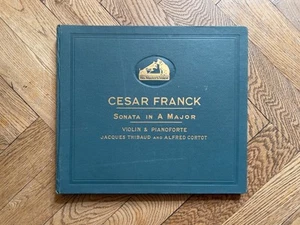 CESAR FRANCK
SONATA IN A MAJOR
VIOLIN & PIANOFORTE
JACQUES THIBAUD AND ALFRED CORTOT